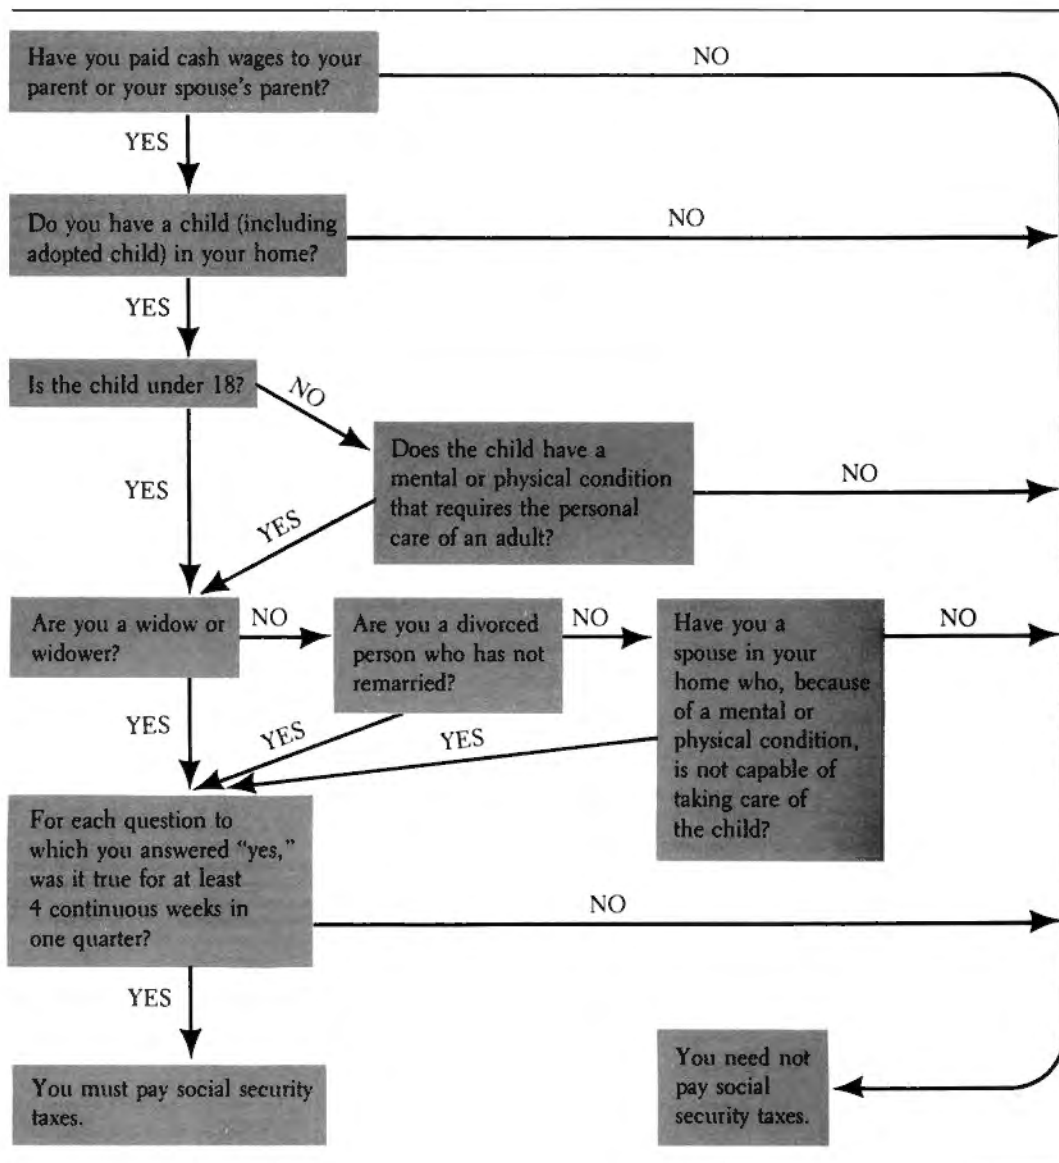 Have you paid cash wages to your
parent or your spouse's parent?
NO
YES
Do you have a child (including
adopted child) in your home?
NO
YES
Is the child under 18?
NO
Does the child have a
mental or physical condition
that requires the personal
care of an adult?
NO
YES
YES
Are you a widow or
widower?
NO
Are you a divorced
person who has not
remarried?
NO
Have you a
spouse in your
home who, because
of a mental or
physical condition,
is not capable of
taking care of
the child?
NO
YES
YES
YES
For each question to
which you answered "yes,"
was it true for at least
4 continuous weeks in
one quarter?
NO
YES
You must pay social security
taxes.
You need not
pay social
security taxes.